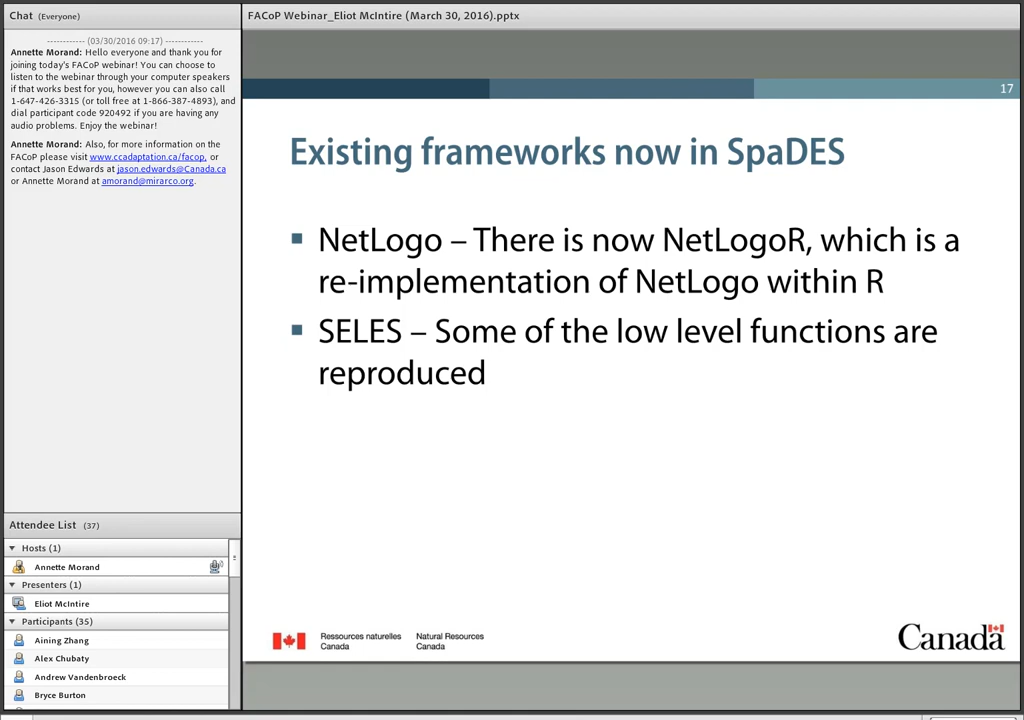 Chat (Everyone)
------------ (03/30/2016 09:17) ------------
Annette Morand: Hello everyone and thank you for
joining today's FACoP webinar! You can choose to
listen to the webinar through your computer speakers
if that works best for you, however you can also call
1-647-426-3315 (or toll free at 1-866-387-4893), and
dial participant code 920492 if you are having any
audio problems. Enjoy the webinar!
Annette Morand: Also, for more information on the
FACoP please visit www.ccadaptation.ca/facop, or
contact Jason Edwards at jason.edwards@Canada.ca
or Annette Morand at amorand@mirarco.org.
Attendee List (37)
Hosts (1)
Annette Morand
Presenters (1)
Eliot McIntire
Participants (35)
Aining Zhang
Alex Chubaty
Andrew Vandenbroeck
Bryce Burton
FACoP Webinar_Eliot McIntire (March 30, 2016).pptx
17
Existing frameworks now in SpaDES
▪ NetLogo – There is now NetLogoR, which is a
re-implementation of NetLogo within R
▪ SELES – Some of the low level functions are
reproduced
Ressources naturelles
Canada
Natural Resources
Canada
Canada